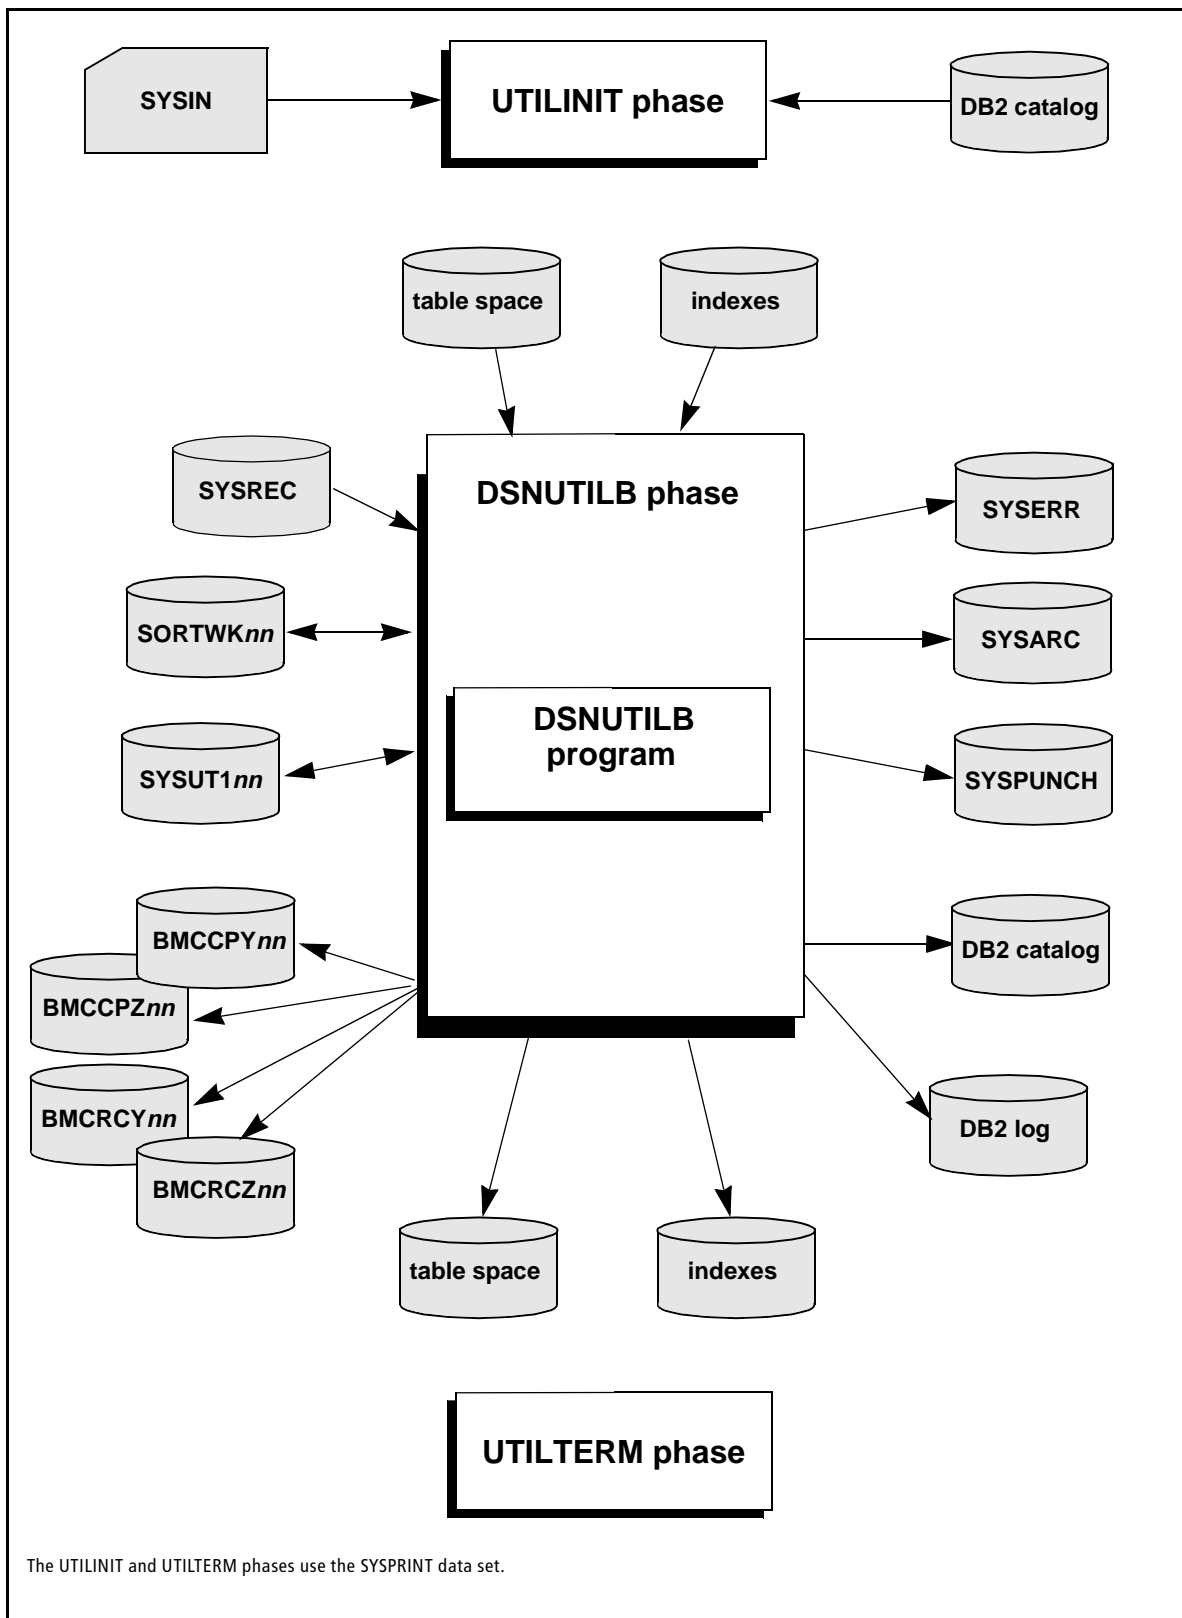 SYSIN
UTILINIT phase
DB2 catalog
table space
indexes
SYSREC
DSNUTILB phase
SYSERR
SORTWKnn
SYSARC
DSNUTILB
program
SYSUT1nn
SYSPUNCH
BMCCPYnn
DB2 catalog
BMCCPZnn
BMCRCYnn
DB2 log
BMCRCZnn
table space
indexes
UTILTERM phase
The UTILINIT and UTILTERM phases use the SYSPRINT data set.